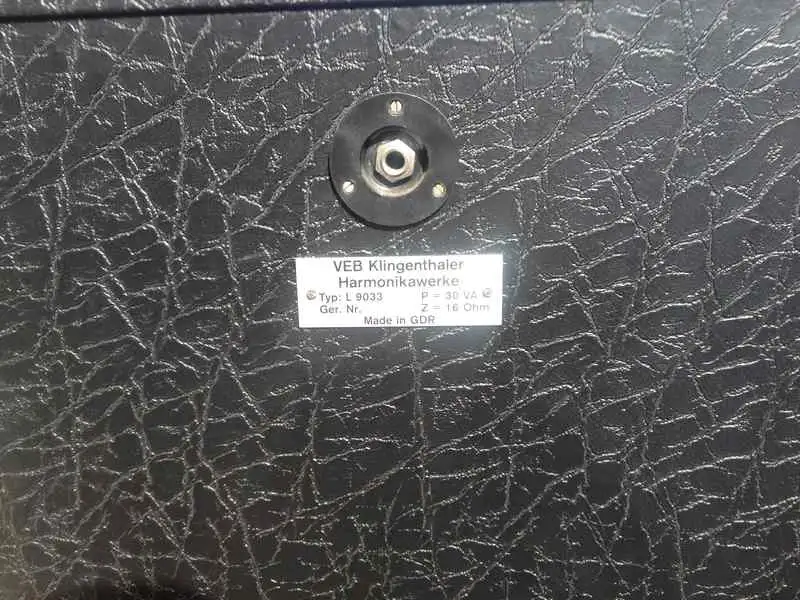 VEB Klingenthaler
Harmonikawerke
Typ: L 9033 P = 30 VA
Ger. Nr. Z = 16 Ohm
Made in GDR